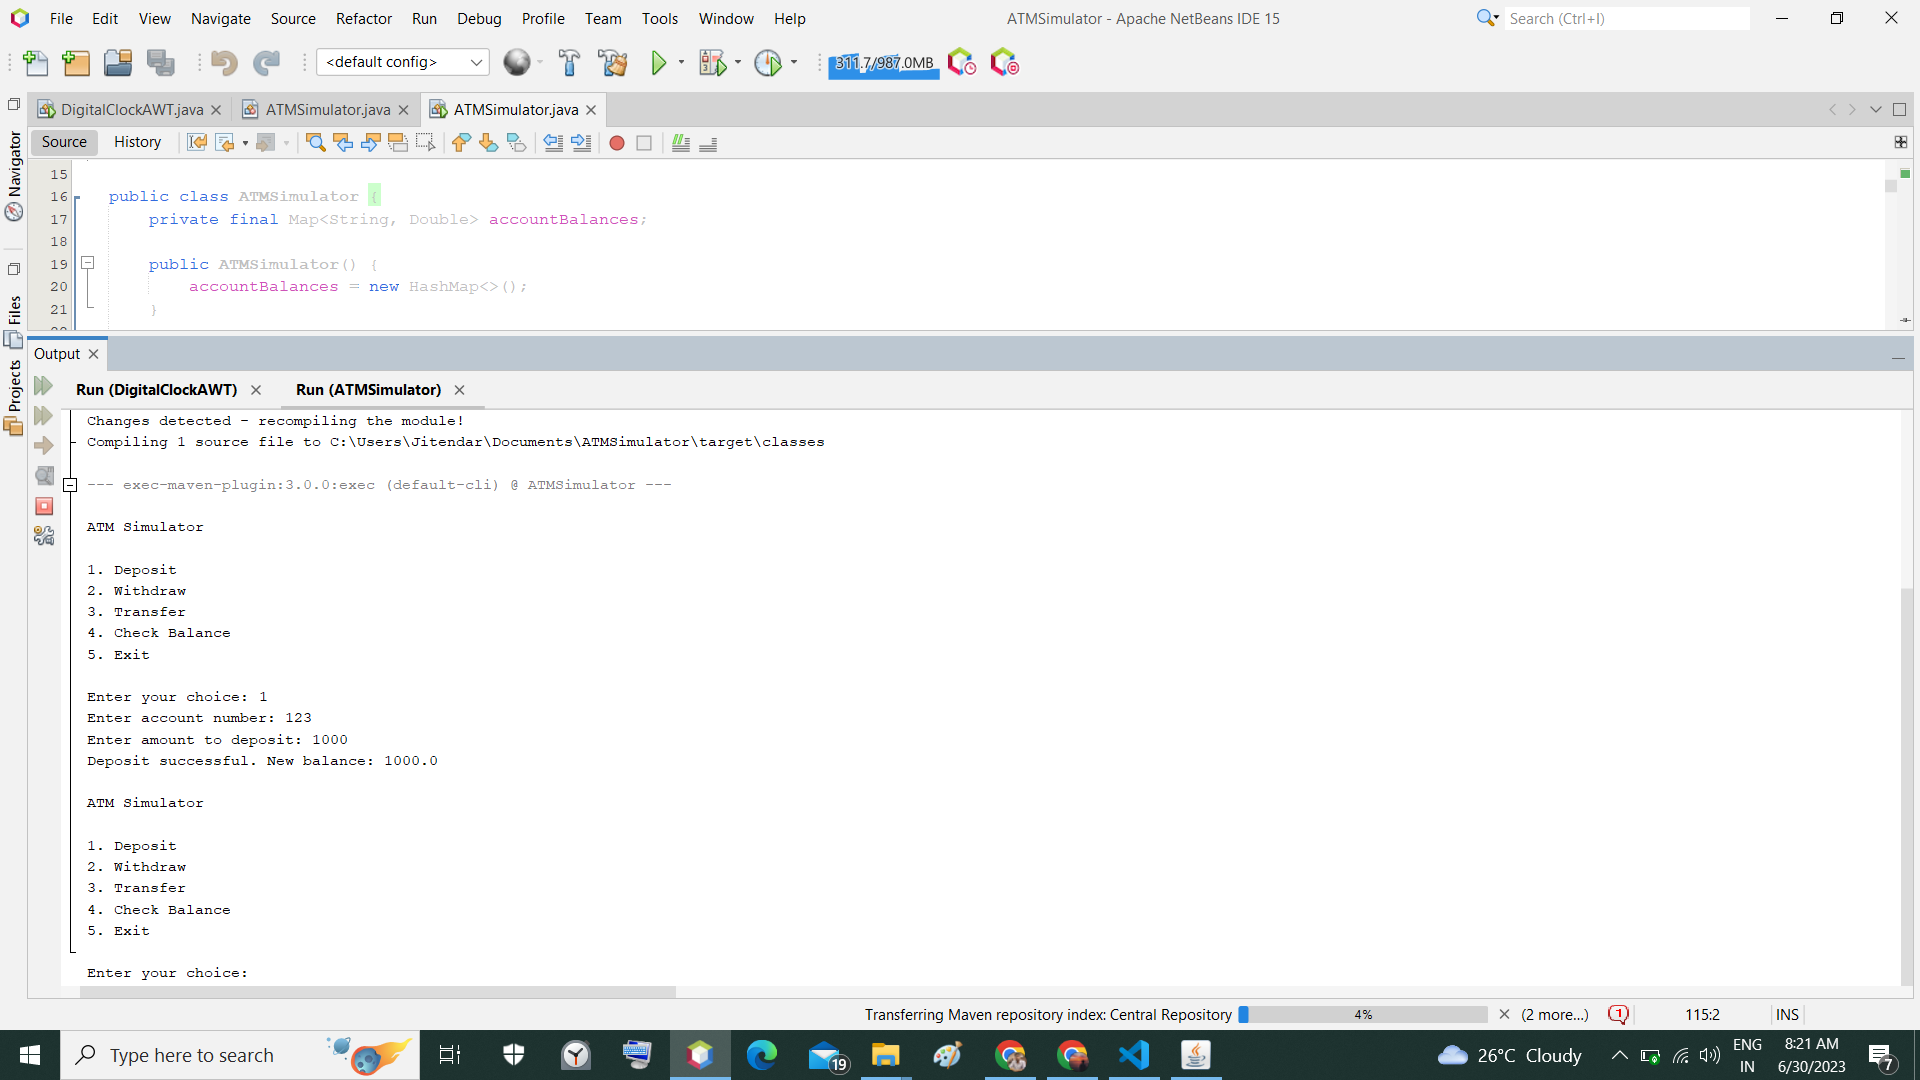 File Edit View Navigate Source Refactor Run Debug Profile Team Tools Window Help
ATMSimulator - Apache NetBeans IDE 15
Search (Ctrl+I)
<default config>
311.7/987.0MB
DigitalClockAWT.java
ATMSimulator.java
ATMSimulator.java
Source History
Navigator
Files
Projects
15
16 public class ATMSimulator {
17 private final Map<String, Double> accountBalances;
18
19 public ATMSimulator() {
20 accountBalances = new HashMap<>();
21 }
Output
Run (DigitalClockAWT)
Run (ATMSimulator)
Changes detected - recompiling the module!
Compiling 1 source file to C:\Users\Jitendar\Documents\ATMSimulator\target\classes
--- exec-maven-plugin:3.0.0:exec (default-cli) @ ATMSimulator ---
ATM Simulator
1. Deposit
2. Withdraw
3. Transfer
4. Check Balance
5. Exit
Enter your choice: 1
Enter account number: 123
Enter amount to deposit: 1000
Deposit successful. New balance: 1000.0
ATM Simulator
1. Deposit
2. Withdraw
3. Transfer
4. Check Balance
5. Exit
Enter your choice:
Transferring Maven repository index: Central Repository 4% (2 more...) 1 115:2 INS
Type here to search
19
26°C Cloudy
ENG
IN
8:21 AM
6/30/2023
7